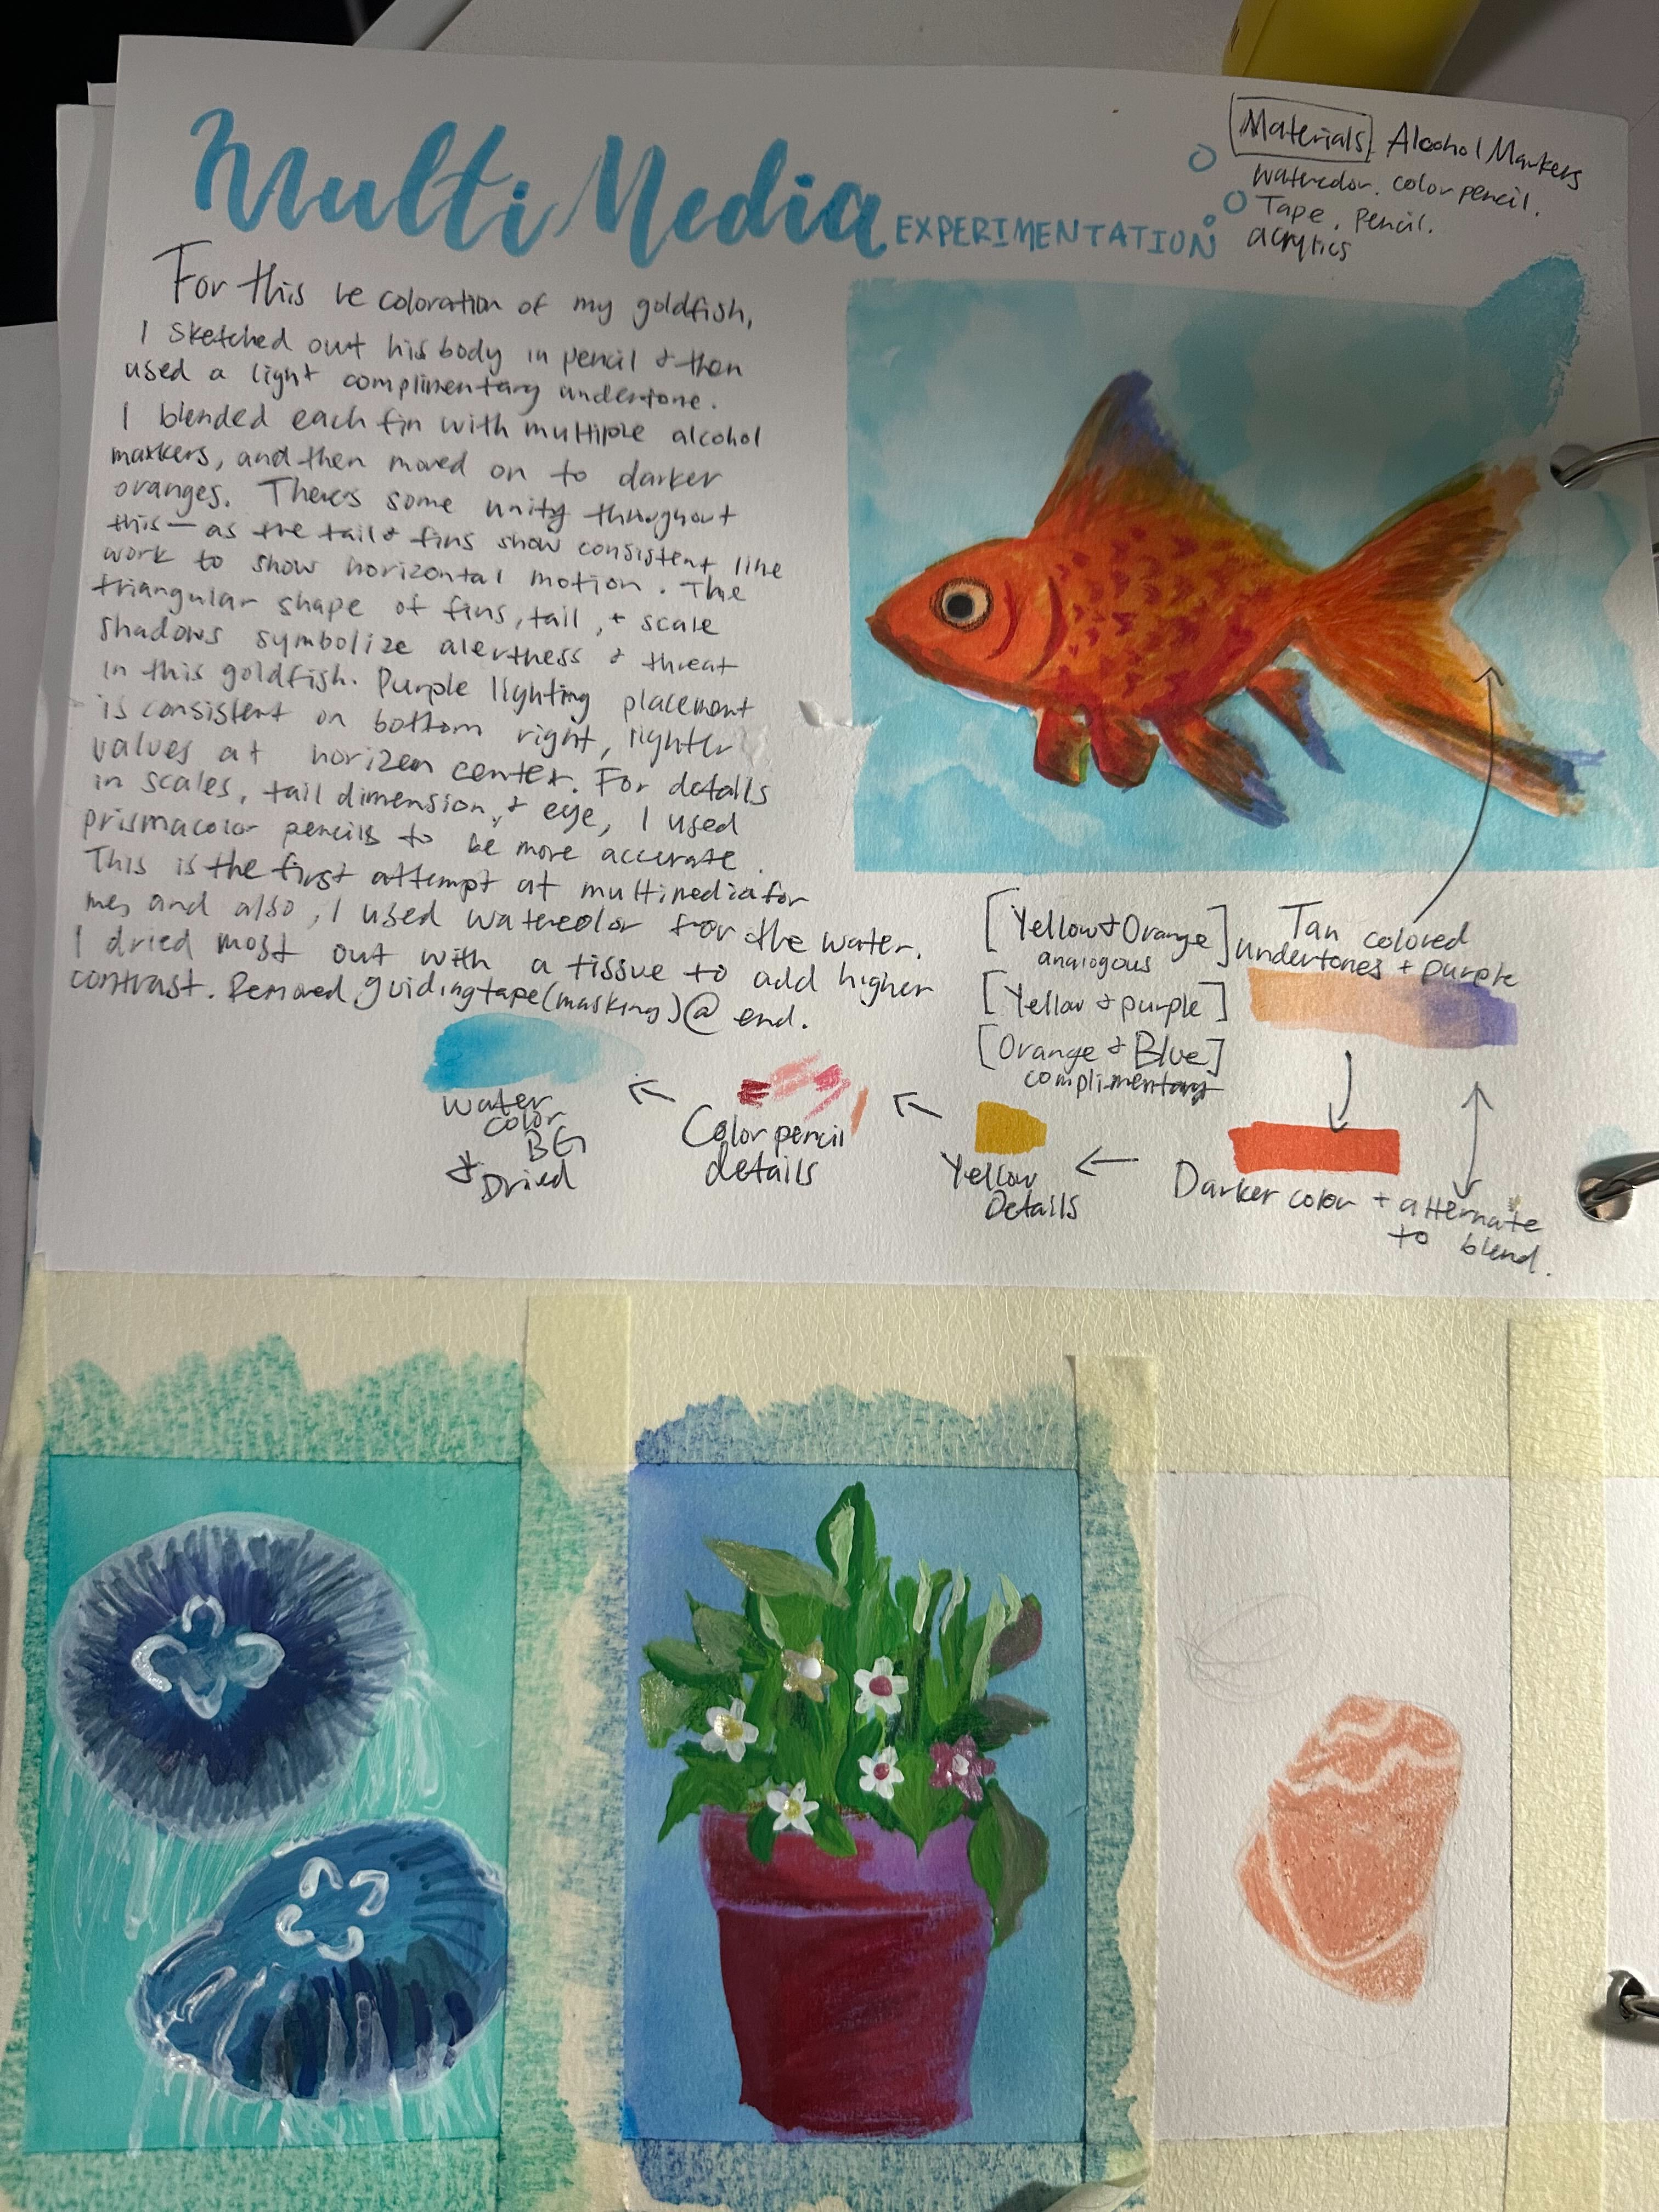 Multi Media EXPERIMENTATION
Materials Alcohol Markers
watercolor. color pencil.
Tape. Pencil.
acrylics
For this re coloration of my goldfish,
I sketched out his body in pencil & then
used a light complimentary undertone.
I blended each fin with multiple alcohol
markers, and then moved on to darker
oranges. There's some unity throughout
this — as the tail & fins show consistent line
work to show horizontal motion. The
triangular shape of fins, tail, + scale
shadows symbolize alertness & threat
in this goldfish. Purple lighting placement
is consistent on bottom right, lighter
values at horizen center. For details
in scales, tail dimension, & eye, I used
prismacolor pencils to be more accurate.
This is the first attempt at multimedia for
me, and also, I used watercolor for the water.
I dried most out with a tissue to add higher
contrast. Removed guiding tape (masking) @ end.
[Yellow & Orange]
analogous
[Yellow & purple]
[Orange & Blue]
complimentary
Tan colored
undertones + purple
Darker color + alternate
to blend.
Yellow
Details
Color pencil
details
water
color
BG
Dried